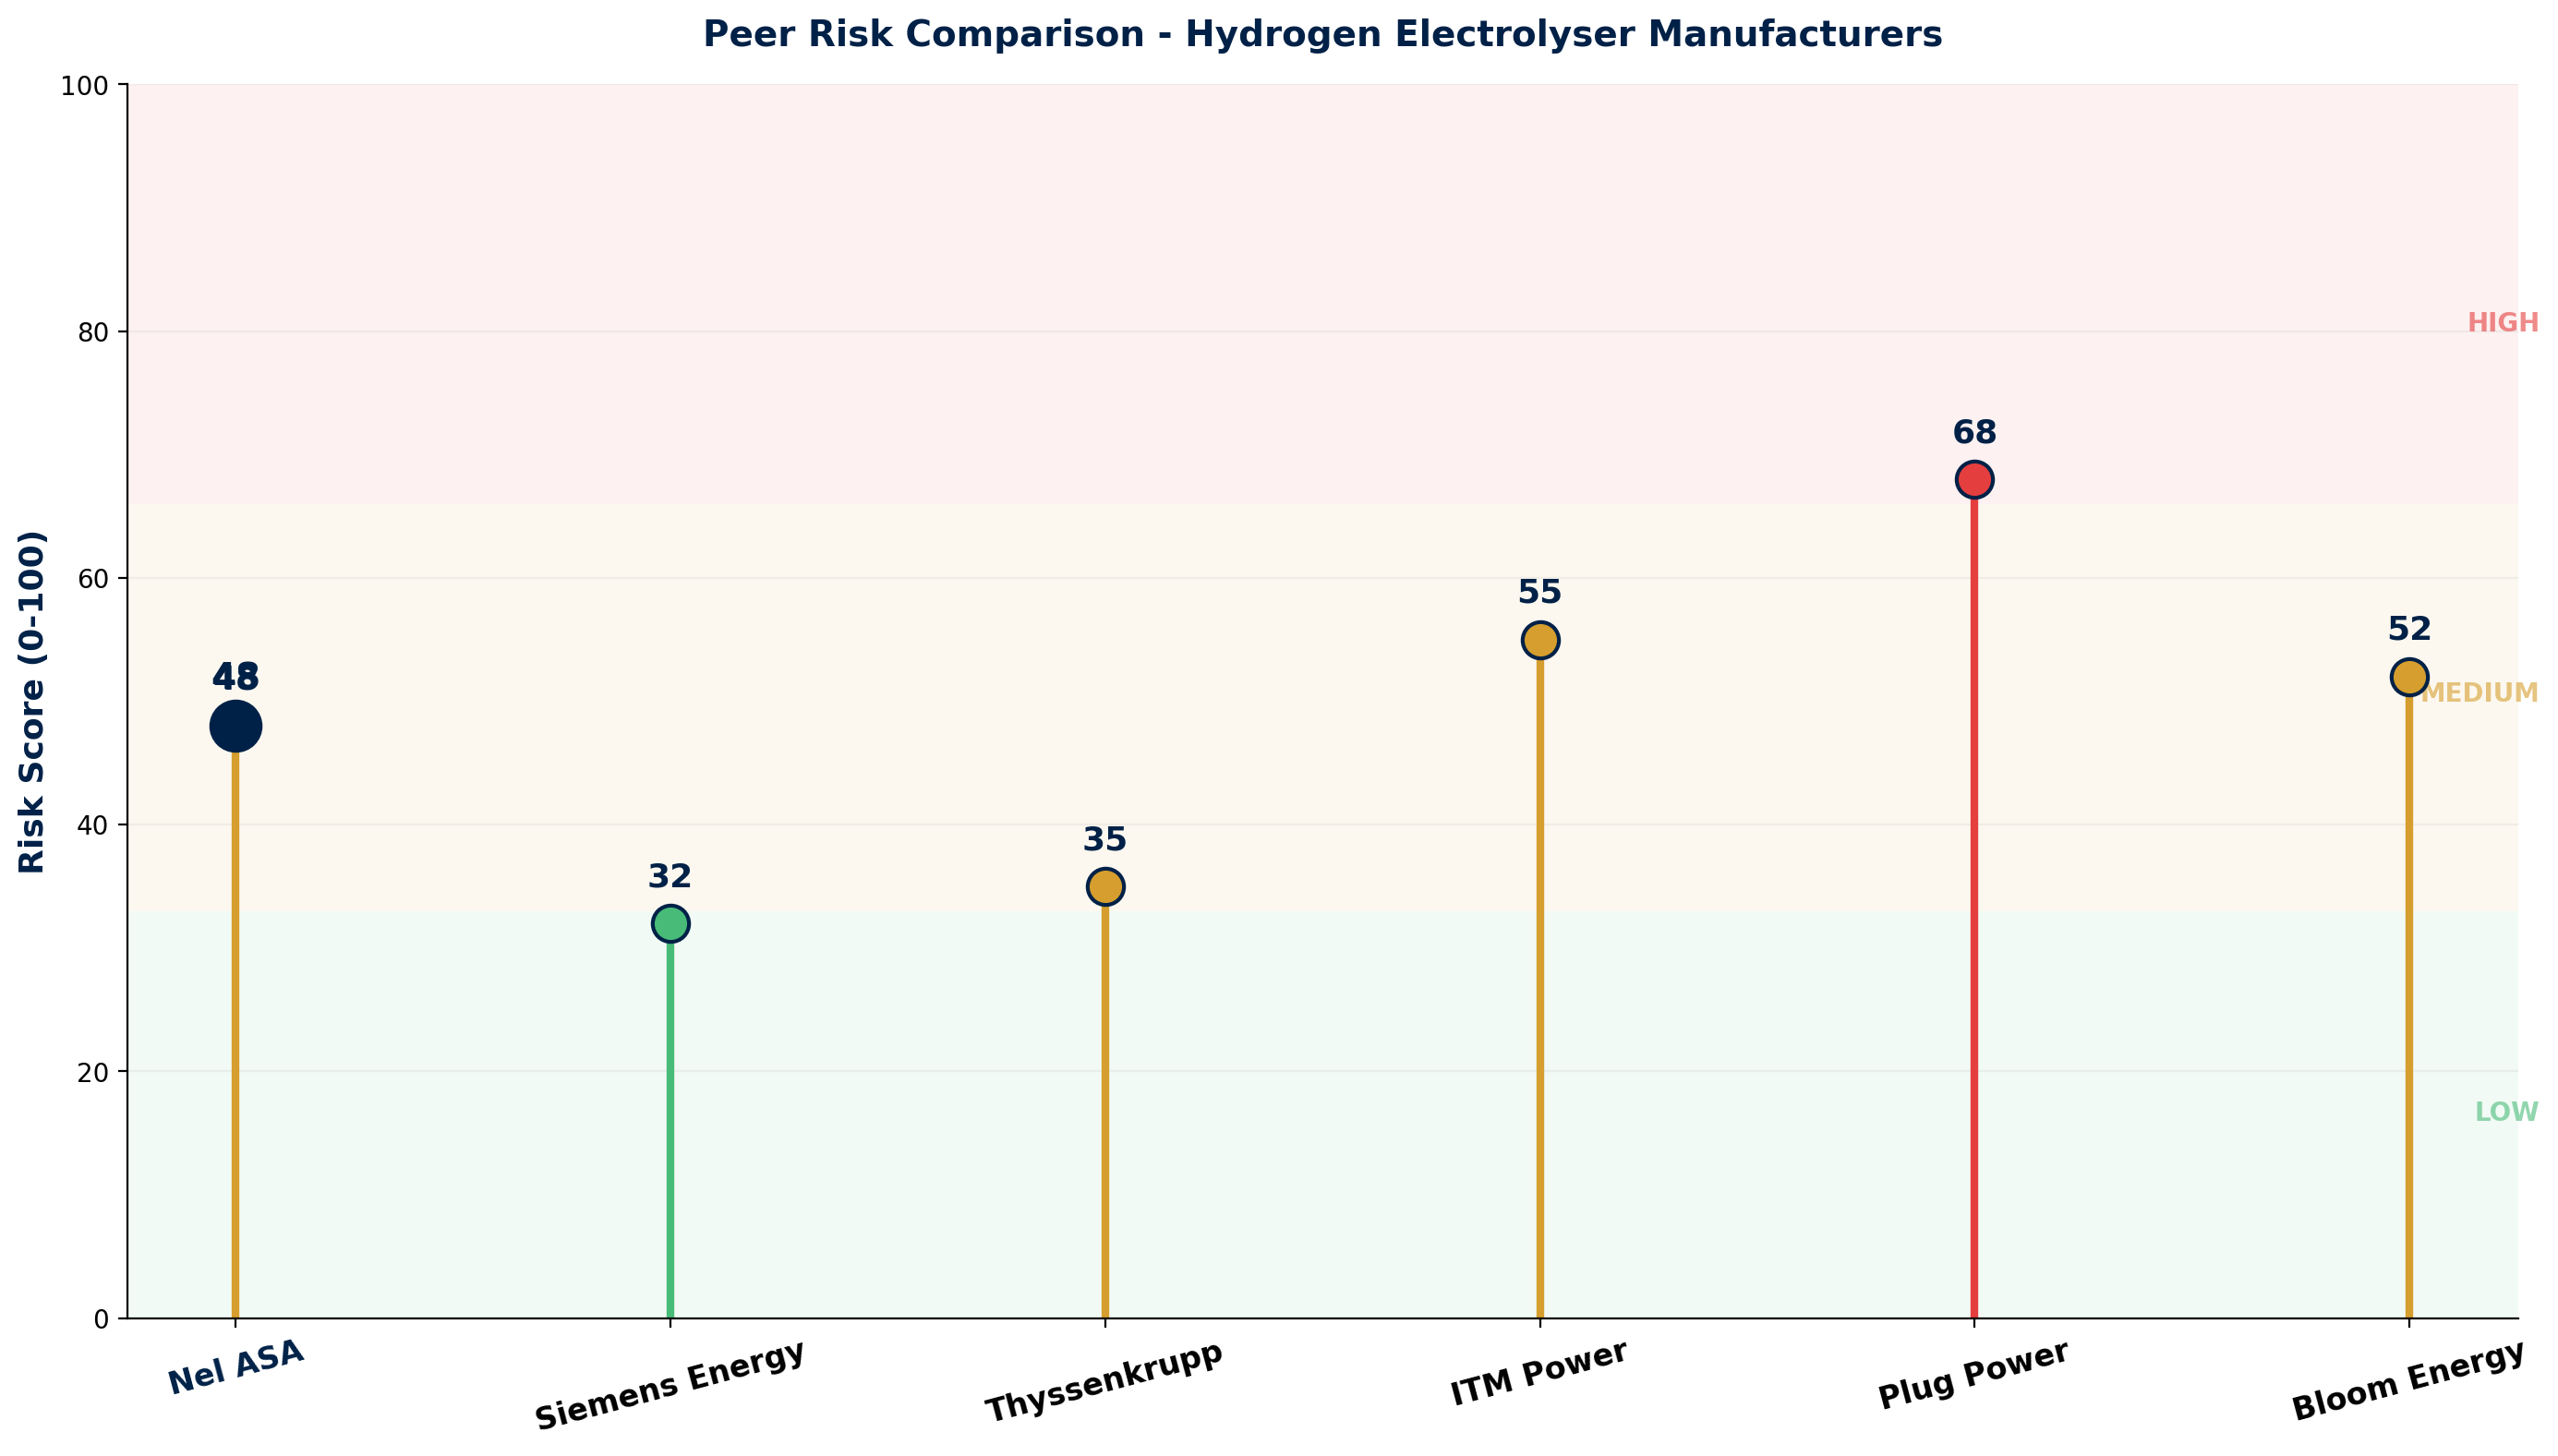 Peer Risk Comparison - Hydrogen Electrolyser Manufacturers
Risk Score (0-100)
100
80
60
40
20
0
HIGH
MEDIUM
LOW
48
32
35
55
68
52
Nel ASA
Siemens Energy
Thyssenkrupp
ITM Power
Plug Power
Bloom Energy